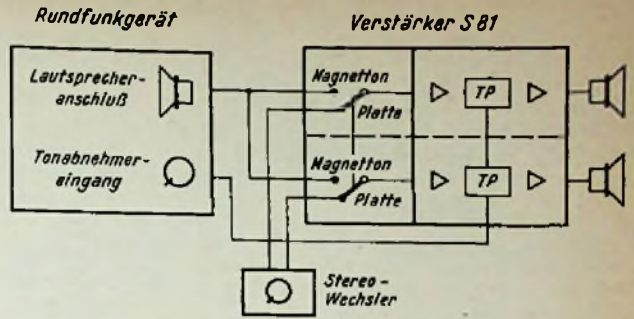 Rundfunkgerät
Verstärker S 81
Lautsprecher-
anschluß
Tonabnehmer-
eingang
Magnetton
Platte
TP
Magnetton
Platte
TP
Stereo-
Wechsler